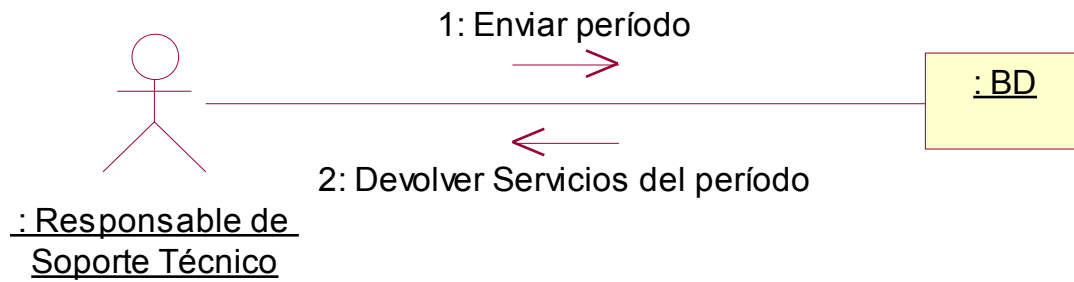 1: Enviar período
: BD
2: Devolver Servicios del período
: Responsable de
Soporte Técnico